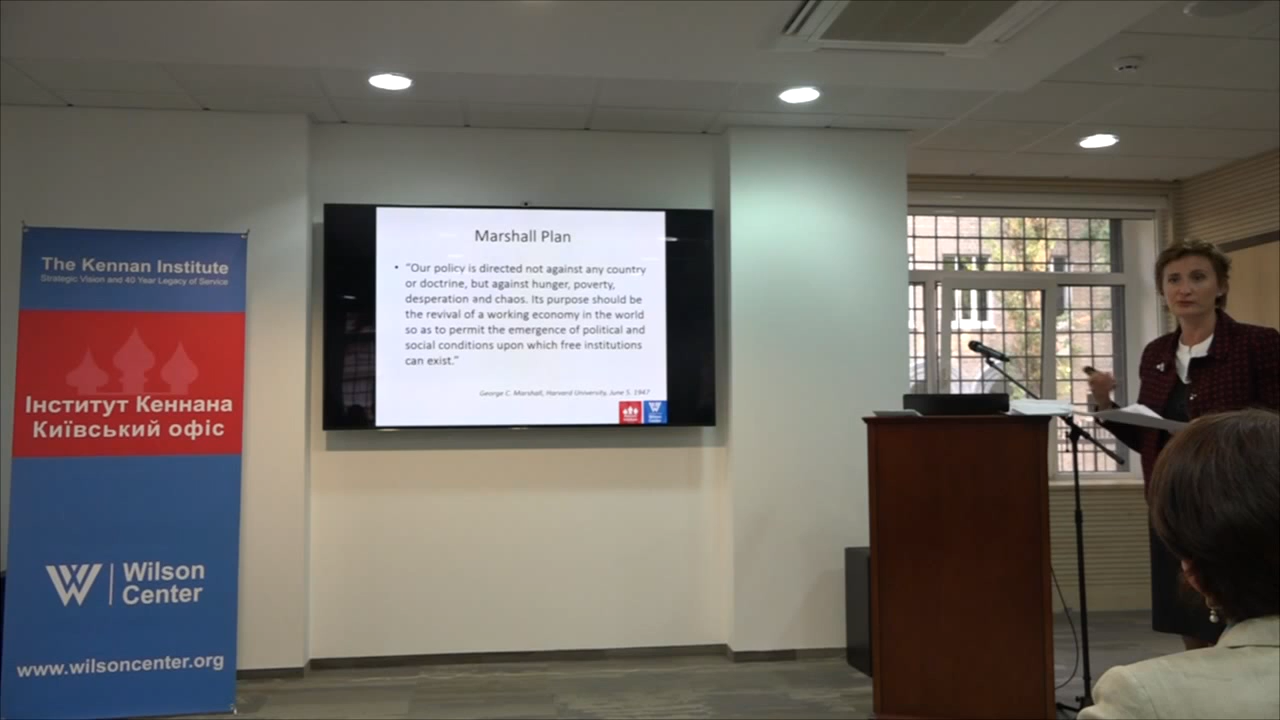 The Kennan Institute
Strategic Vision and 40 Year Legacy of Service
Інститут Кеннана
Київський офіс
Wilson
Center
www.wilsoncenter.org
Marshall Plan
• “Our policy is directed not against any country
or doctrine, but against hunger, poverty,
desperation and chaos. Its purpose should be
the revival of a working economy in the world
so as to permit the emergence of political and
social conditions upon which free institutions
can exist.”
George C. Marshall, Harvard University, June 5, 1947